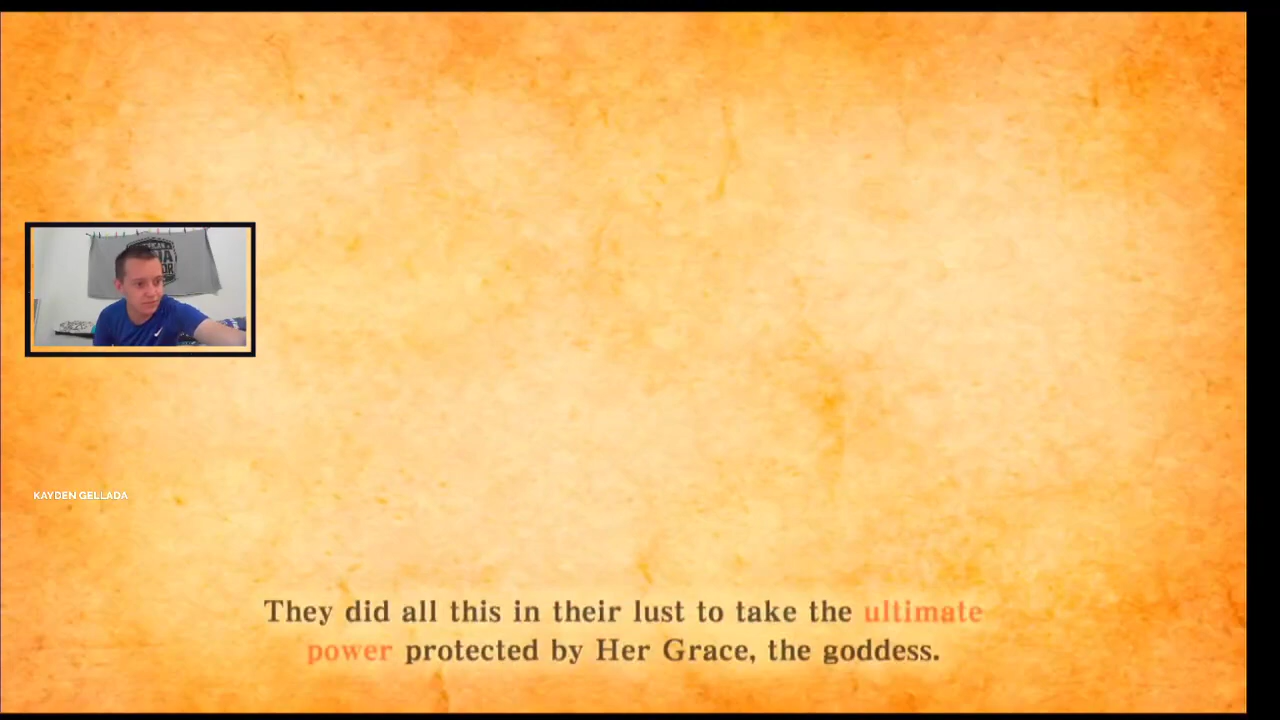 KAYDEN GELLADA
They did all this in their lust to take the ultimate
power protected by Her Grace, the goddess.